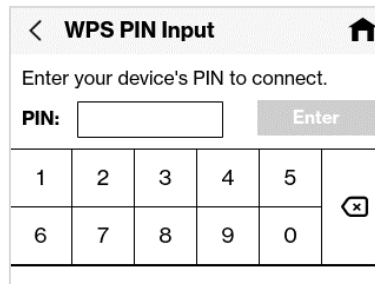 WPS PIN Input
Enter your device's PIN to connect.
PIN: Enter
1 2 3 4 5
6 7 8 9 0